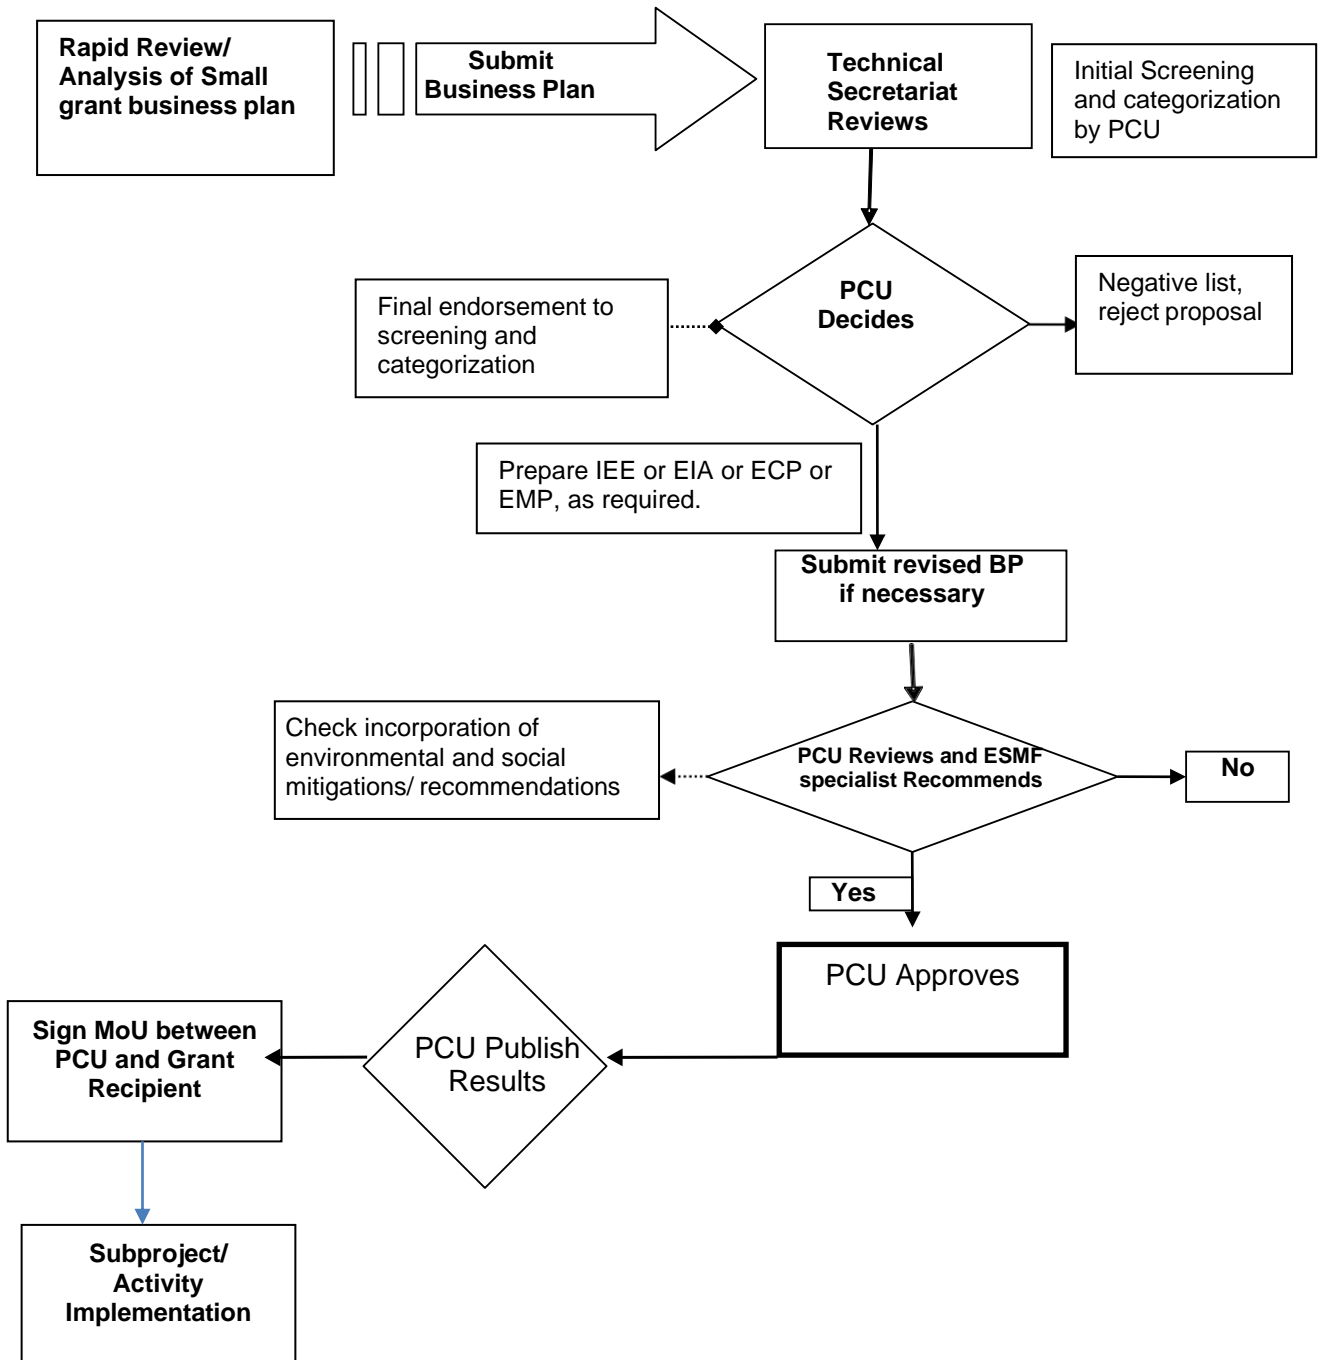 Rapid Review/
Analysis of Small
grant business plan
Submit
Business Plan
Technical
Secretariat
Reviews
Initial Screening
and categorization
by PCU
Final endorsement to
screening and
categorization
PCU
Decides
Negative list,
reject proposal
Prepare IEE or EIA or ECP or
EMP, as required.
Submit revised BP
if necessary
Check incorporation of
environmental and social
mitigations/ recommendations
PCU Reviews and ESMF
specialist Recommends
No
Yes
PCU Approves
PCU Publish
Results
Sign MoU between
PCU and Grant
Recipient
Subproject/
Activity
Implementation